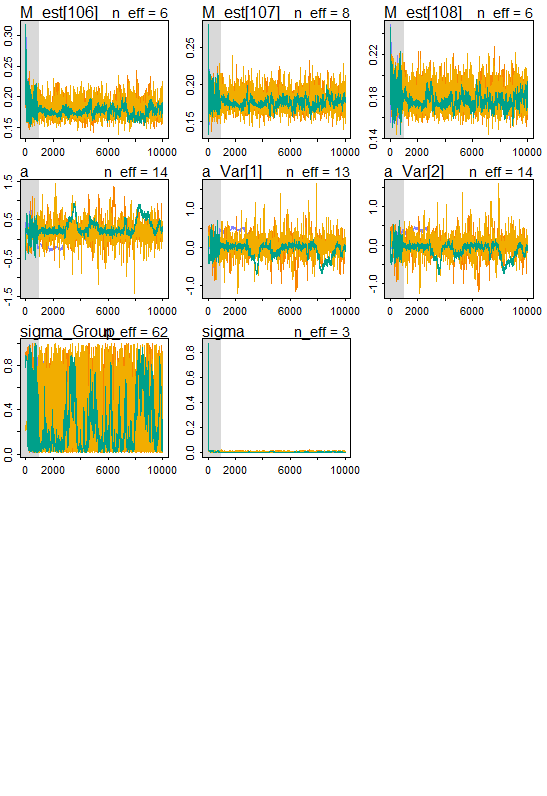 M_est[106] n_eff = 6
0.15 0.20 0.25 0.30
0 2000 6000 10000
M_est[107] n_eff = 8
0.15 0.20 0.25
0 2000 6000 10000
M_est[108] n_eff = 6
0.14 0.18 0.22
0 2000 6000 10000
a n_eff = 14
-1.5 -0.5 0.5 1.5
0 2000 6000 10000
a_Var[1] n_eff = 13
-1.0 0.0 1.0
0 2000 6000 10000
a_Var[2] n_eff = 14
-1.0 0.0 1.0
0 2000 6000 10000
sigma_Group n_eff = 62
0.0 0.4 0.8
0 2000 6000 10000
sigma n_eff = 3
0.0 0.2 0.4 0.6 0.8
0 2000 6000 10000